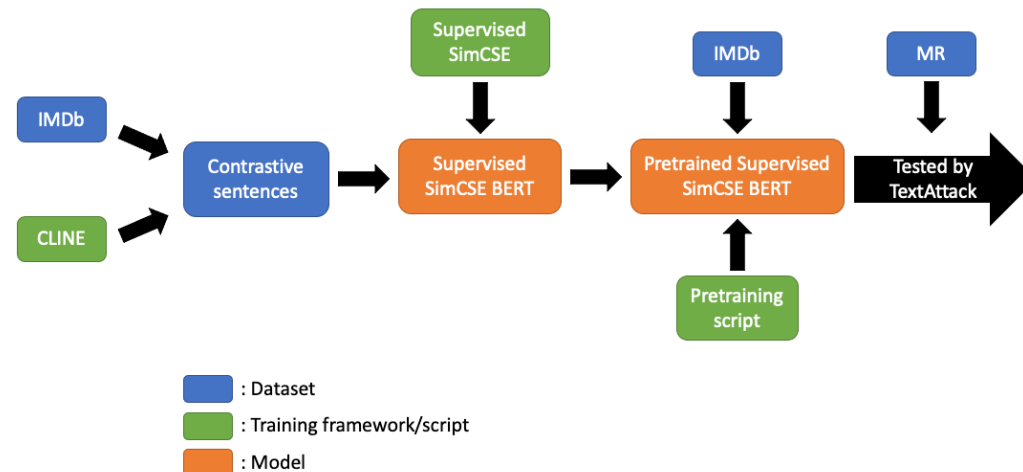 Supervised
SimCSE
IMDb
MR
IMDb
Contrastive
sentences
Supervised
SimCSE BERT
Pretrained Supervised
SimCSE BERT
Tested by
TextAttack
CLINE
Pretraining
script
: Dataset
: Training framework/script
: Model